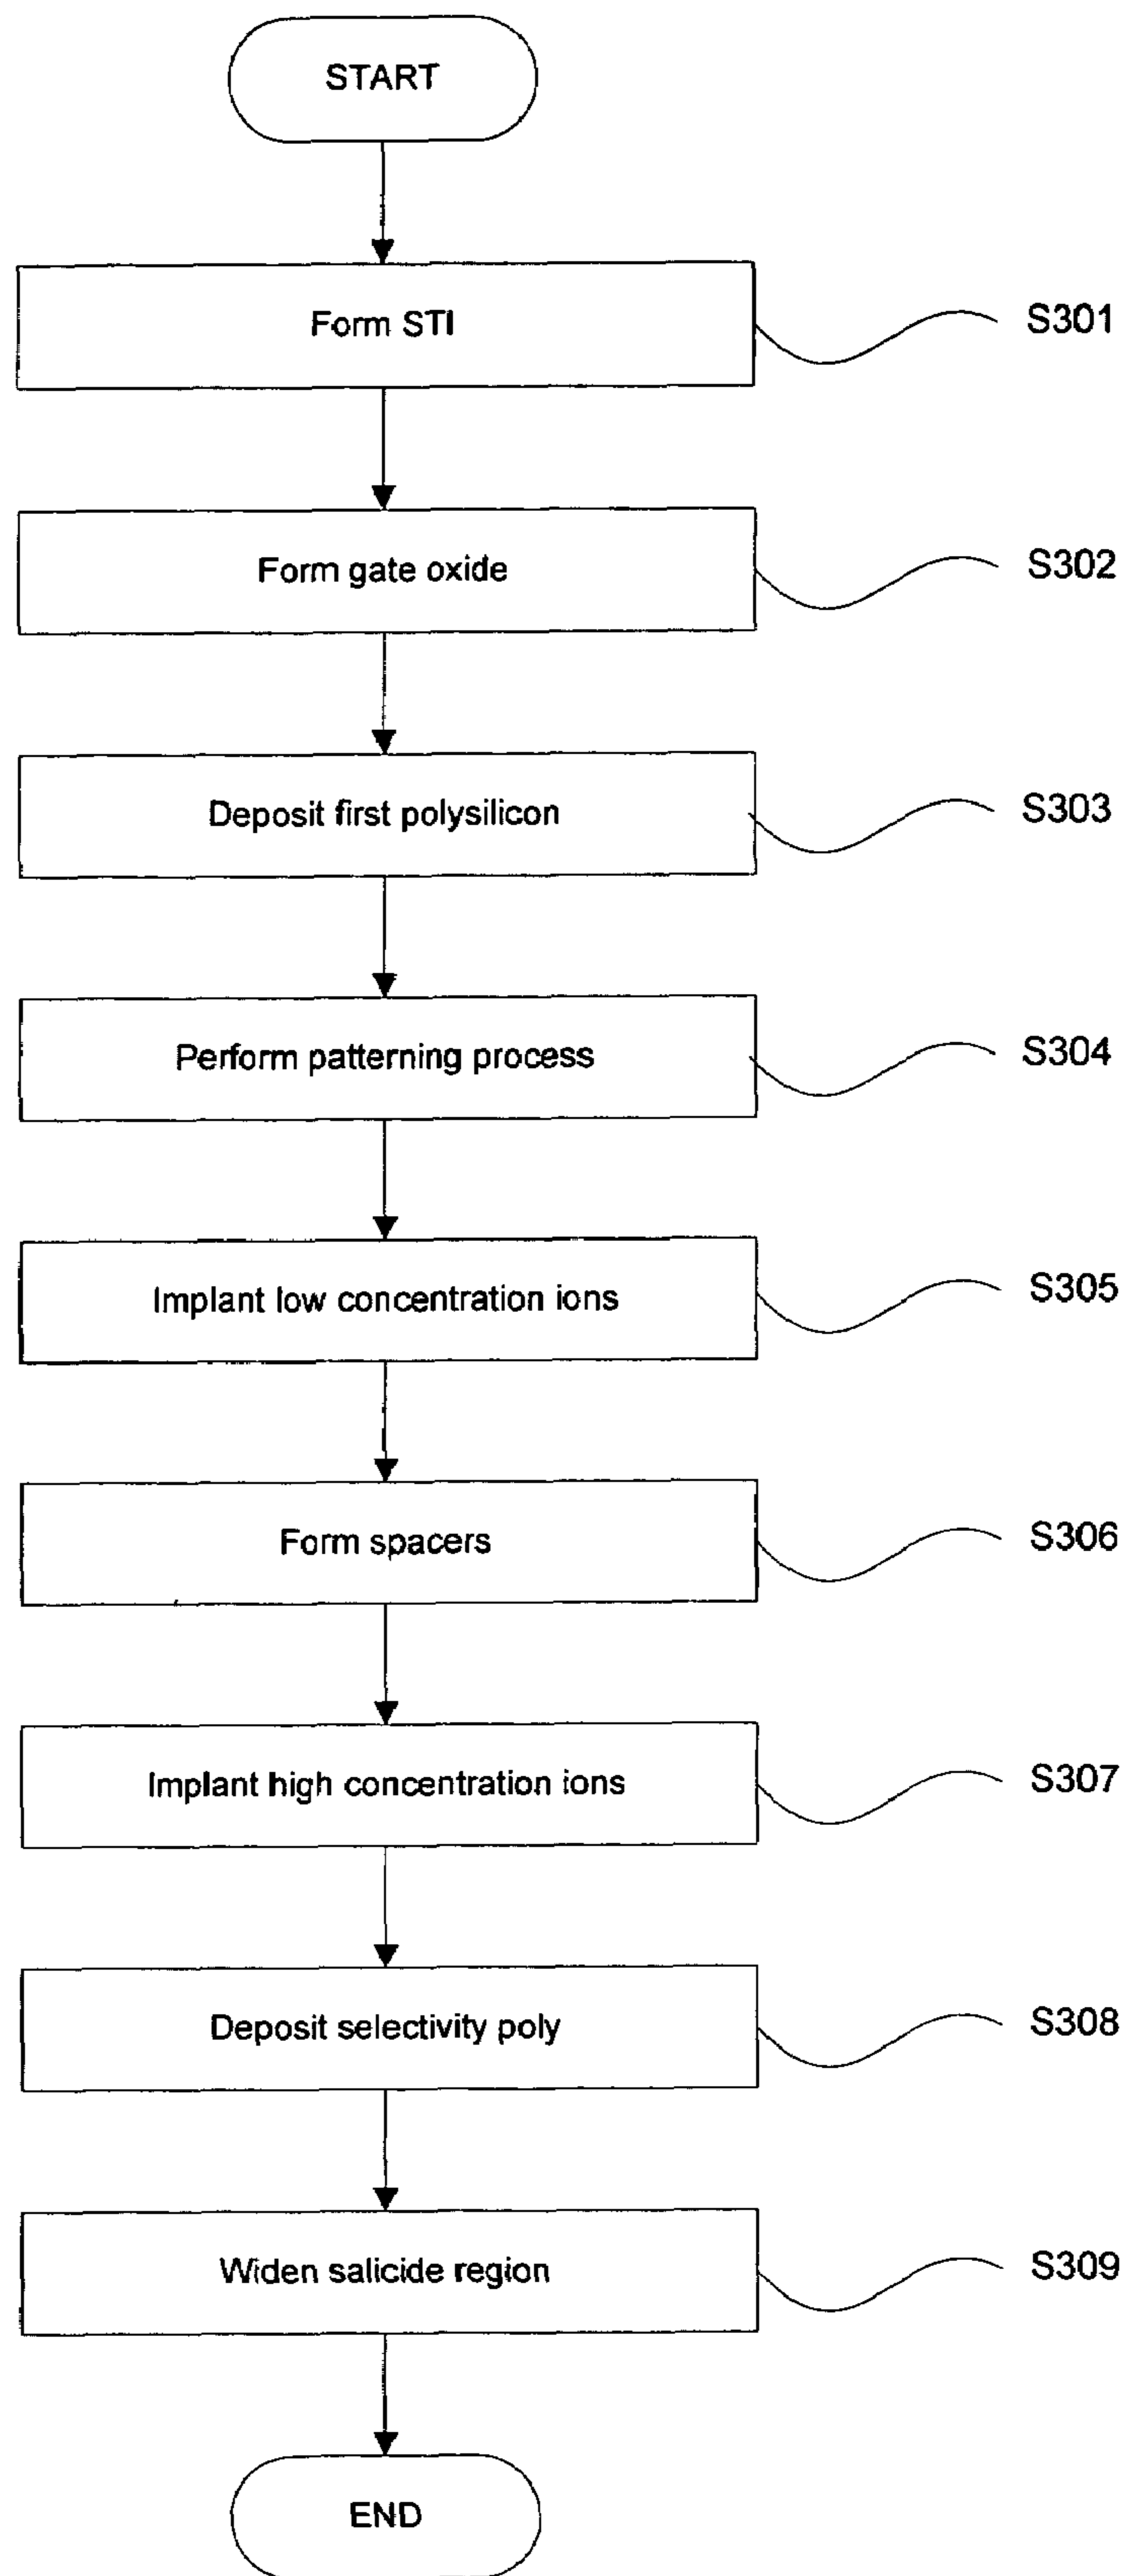 START
Form STI
S301
Form gate oxide
S302
Deposit first polysilicon
S303
Perform patterning process
S304
Implant low concentration ions
S305
Form spacers
S306
Implant high concentration ions
S307
Deposit selectivity poly
S308
Widen salicide region
S309
END